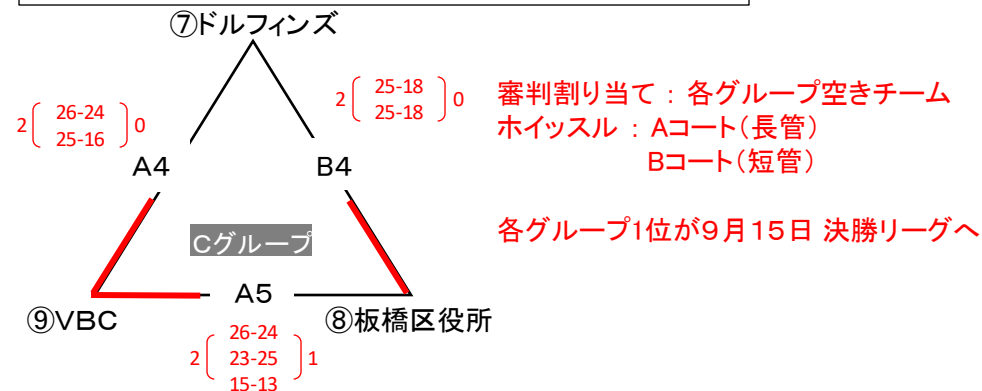 ⑦ドルフィンズ
2 26-24 0
25-16
2 25-18 0
25-18
審判割り当て : 各グループ空きチーム
ホイッスル : Aコート(長管)
Bコート(短管)
A4
B4
Cグループ
各グループ1位が9月15日 決勝リーグへ
A5
⑨VBC
⑧板橋区役所
26-24
2 23-25 1
15-13